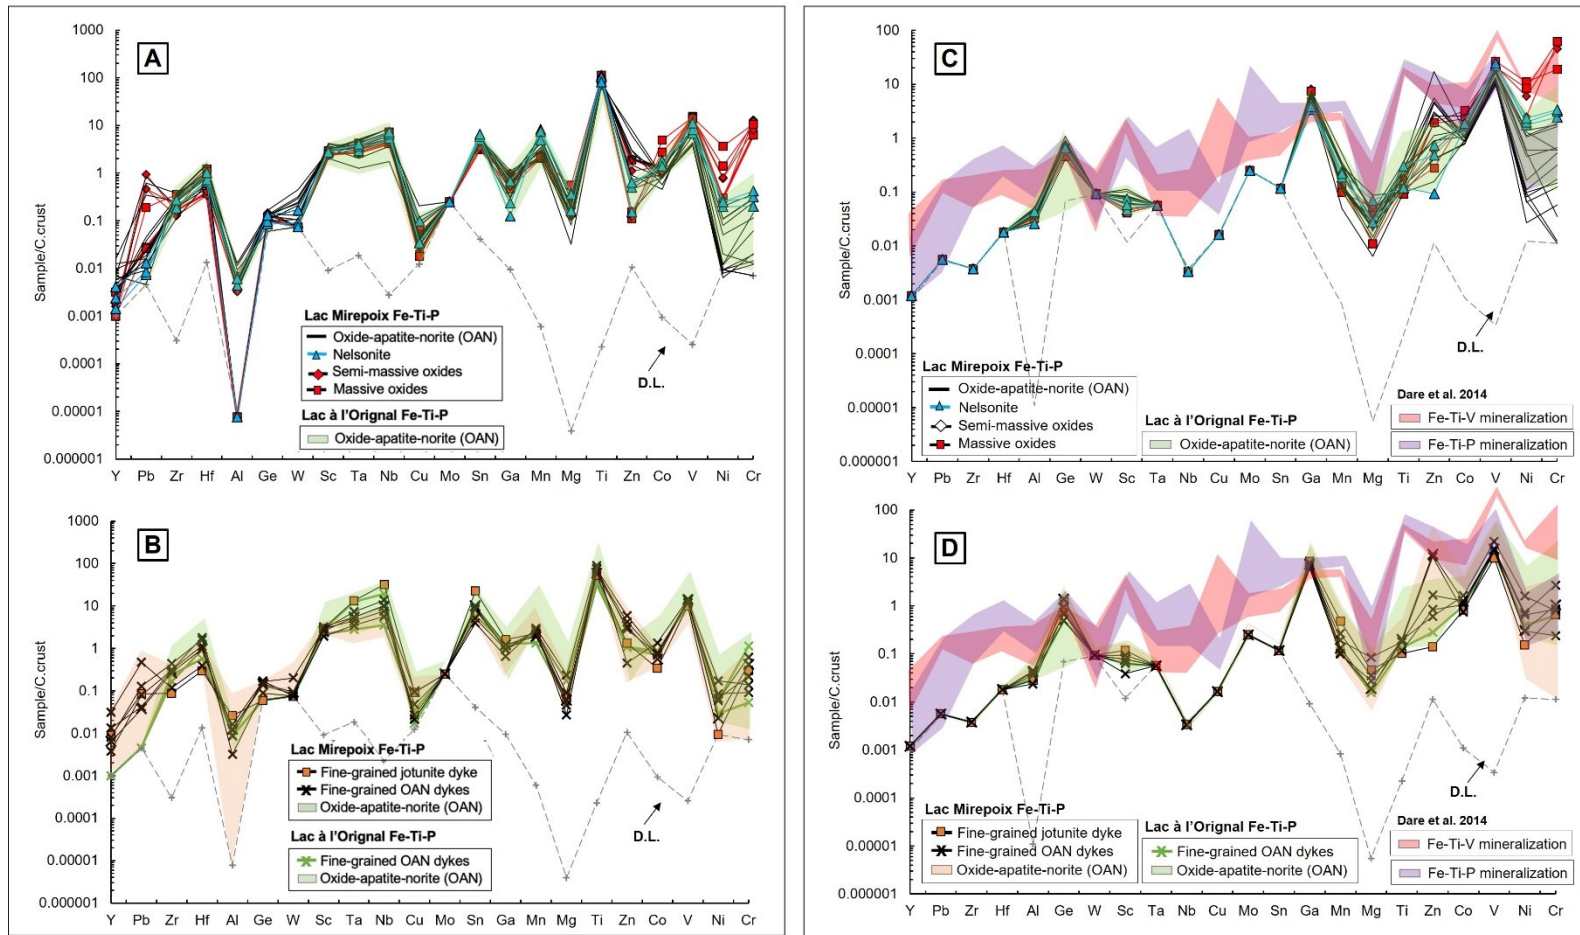 A
1000
100
10
1
0.1
0.01
0.001
0.0001
0.00001
0.000001
Sample/C.crust
Lac Mirepoix Fe-Ti-P
Oxide-apatite-norite (OAN)
Nelsonite
Semi-massive oxides
Massive oxides
Lac à l'Orignal Fe-Ti-P
Oxide-apatite-norite (OAN)
D.L.
Y Pb Zr Hf Al Ge W Sc Ta Nb Cu Mo Sn Ga Mn Mg Ti Zn Co V Ni Cr
B
1000
100
10
1
0.1
0.01
0.001
0.0001
0.00001
0.000001
Sample/C.crust
Lac Mirepoix Fe-Ti-P
Fine-grained jotunite dyke
Fine-grained OAN dykes
Oxide-apatite-norite (OAN)
Lac à l'Orignal Fe-Ti-P
Fine-grained OAN dykes
Oxide-apatite-norite (OAN)
D.L.
Y Pb Zr Hf Al Ge W Sc Ta Nb Cu Mo Sn Ga Mn Mg Ti Zn Co V Ni Cr
C
100
10
1
0.1
0.01
0.001
0.0001
0.00001
0.000001
Sample/C.crust
D.L.
Lac Mirepoix Fe-Ti-P
Oxide-apatite-norite (OAN)
Nelsonite
Semi-massive oxides
Massive oxides
Lac à l'Orignal Fe-Ti-P
Oxide-apatite-norite (OAN)
Dare et al. 2014
Fe-Ti-V mineralization
Fe-Ti-P mineralization
Y Pb Zr Hf Al Ge W Sc Ta Nb Cu Mo Sn Ga Mn Mg Ti Zn Co V Ni Cr
D
100
10
1
0.1
0.01
0.001
0.0001
0.00001
0.000001
Sample/C.crust
D.L.
Lac Mirepoix Fe-Ti-P
Fine-grained jotunite dyke
Fine-grained OAN dykes
Oxide-apatite-norite (OAN)
Lac à l'Orignal Fe-Ti-P
Fine-grained OAN dykes
Oxide-apatite-norite (OAN)
Dare et al. 2014
Fe-Ti-V mineralization
Fe-Ti-P mineralization
Y Pb Zr Hf Al Ge W Sc Ta Nb Cu Mo Sn Ga Mn Mg Ti Zn Co V Ni Cr